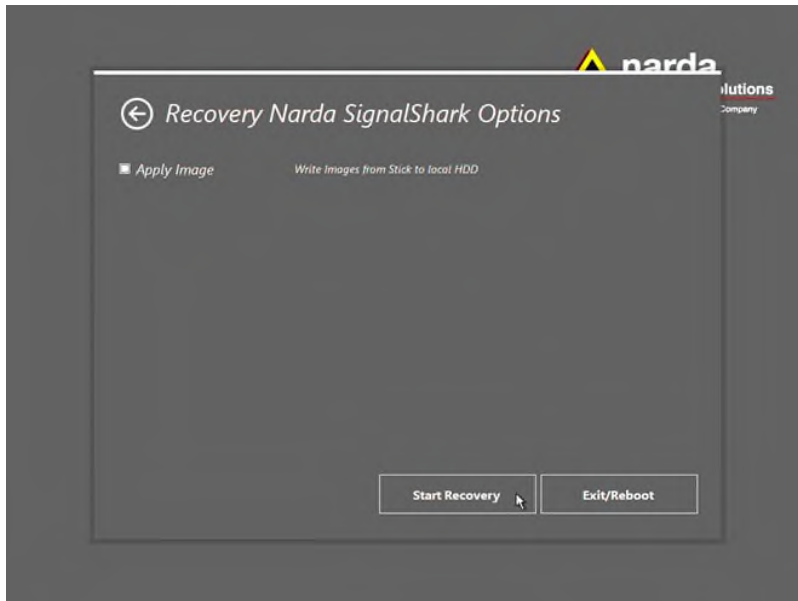 narda
lutions
Company
Recovery Narda SignalShark Options
Apply Image
Write Images from Stick to local HDD
Start Recovery
Exit/Reboot